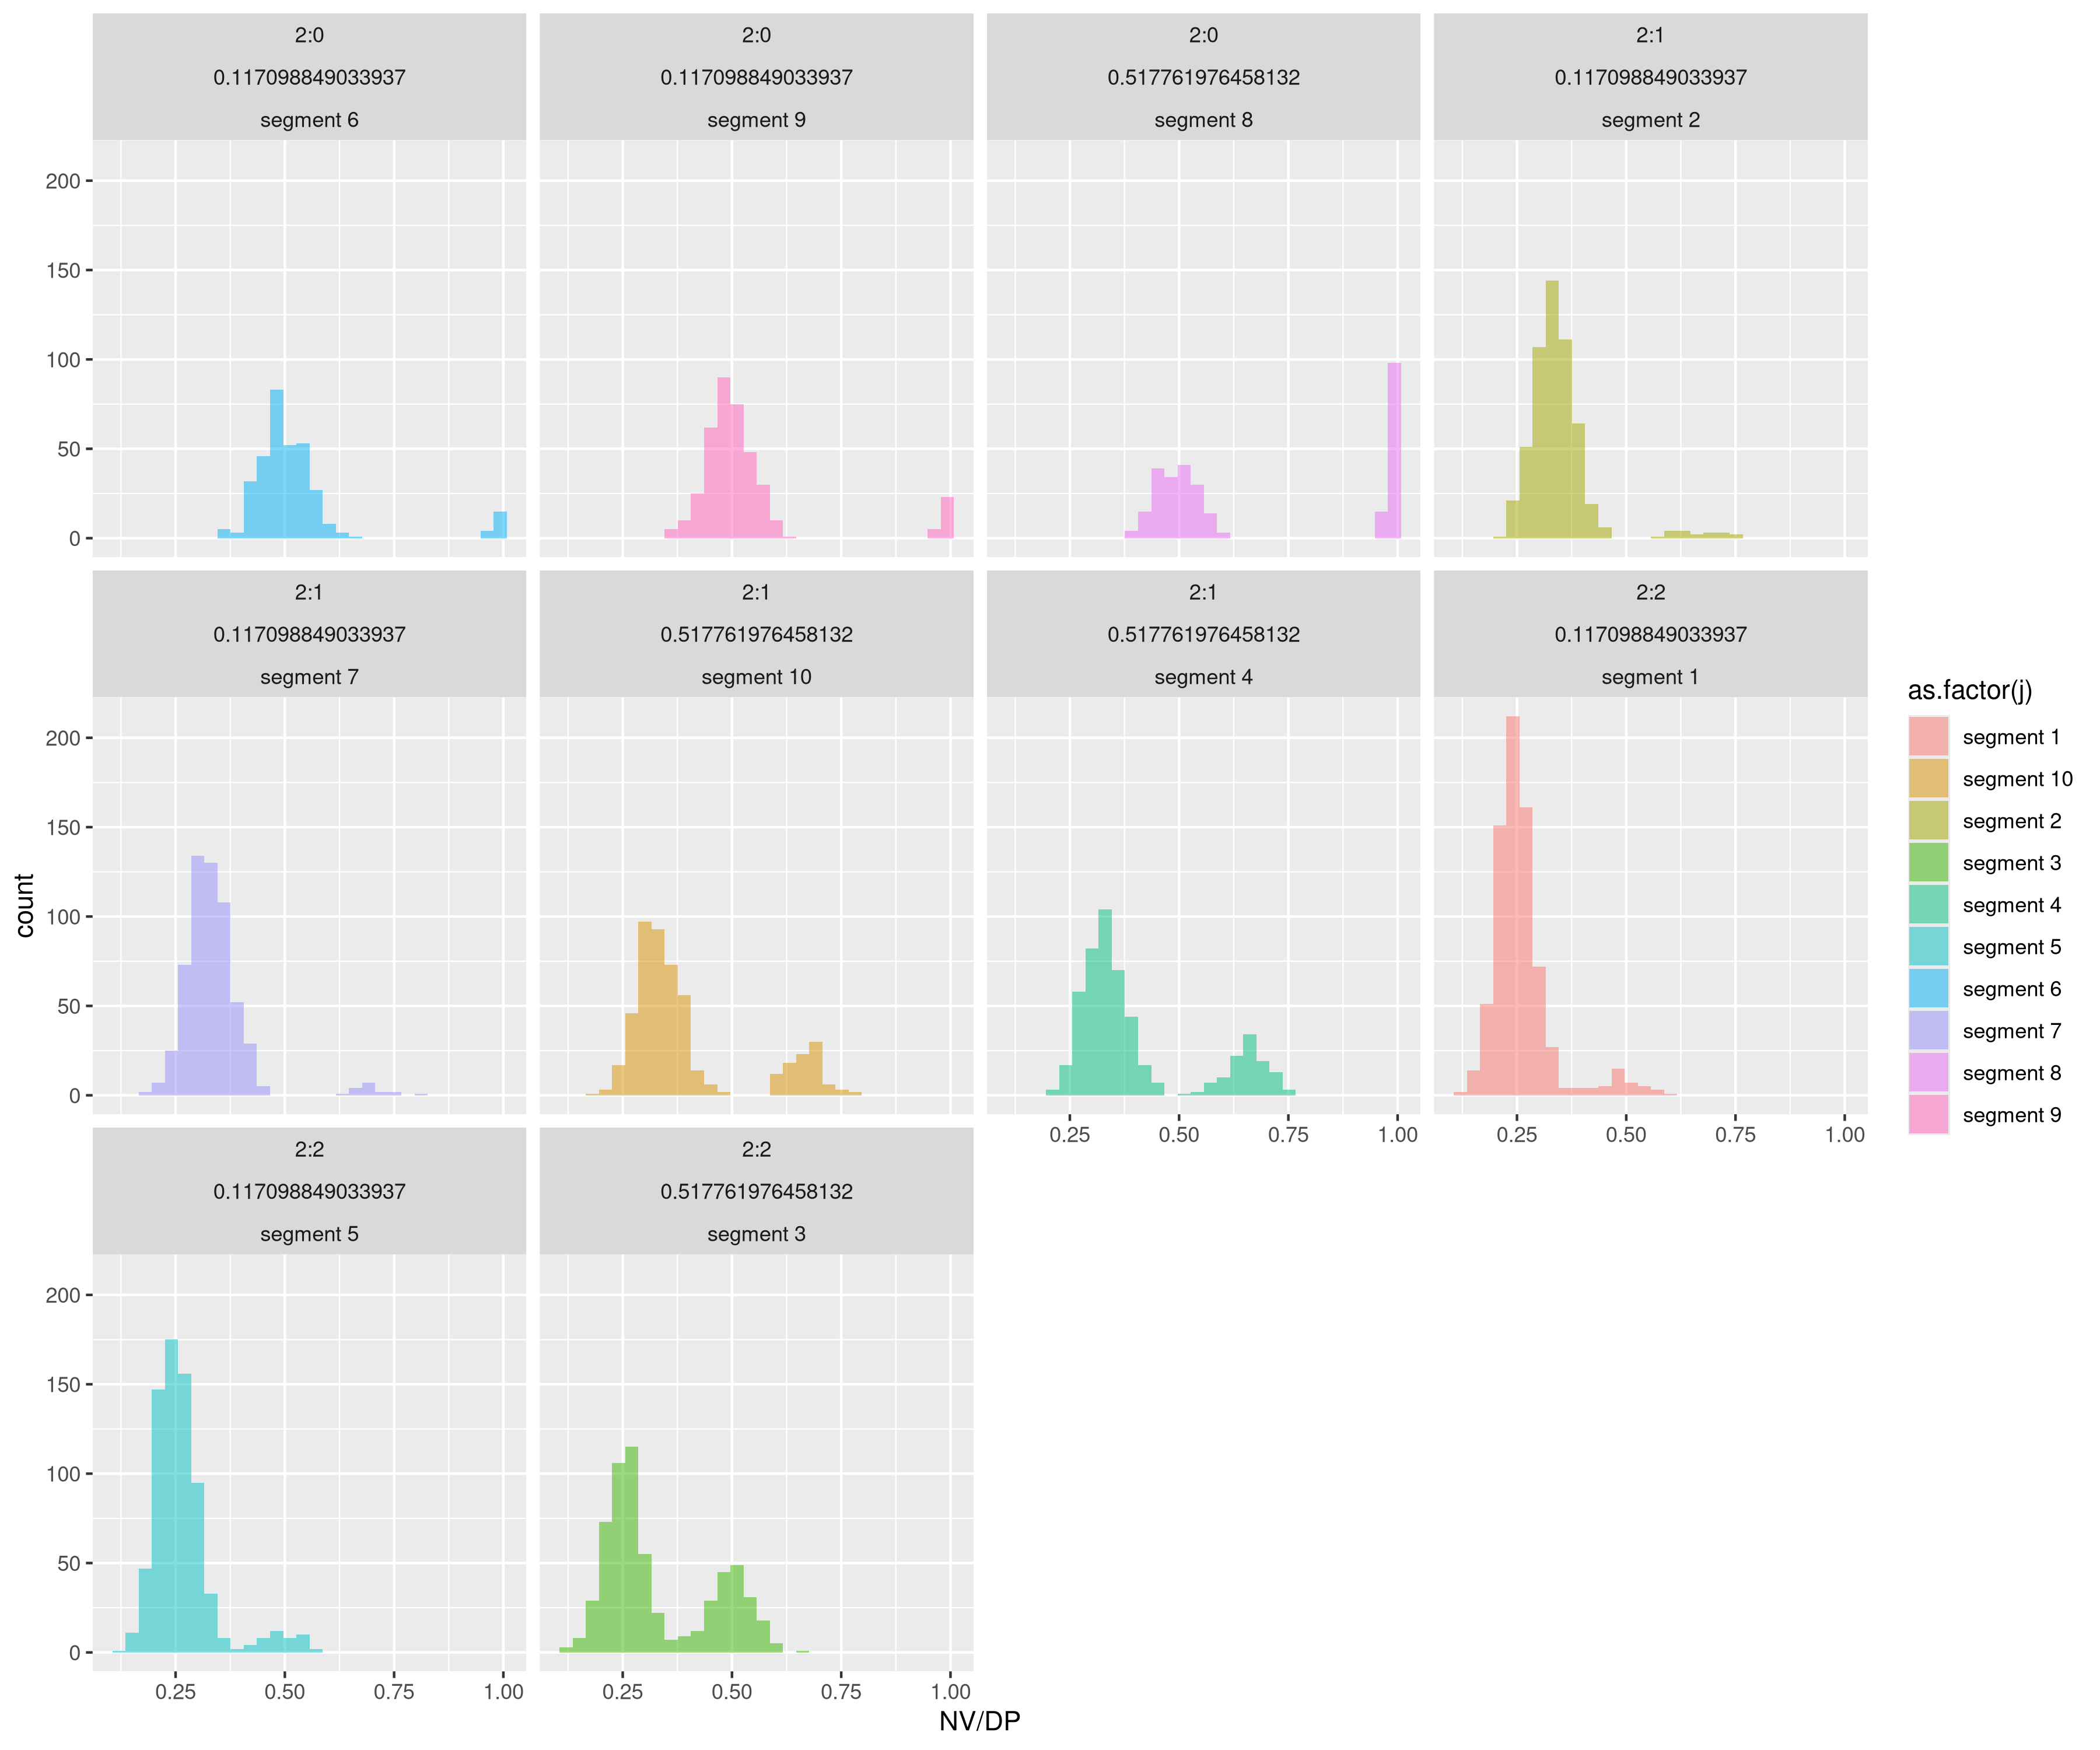 2:0
0.117098849033937
segment 6
2:0
0.117098849033937
segment 9
2:0
0.517761976458132
segment 8
2:1
0.117098849033937
segment 2
200
150
100
50
0
2:1
0.117098849033937
segment 7
2:1
0.517761976458132
segment 10
2:1
0.517761976458132
segment 4
2:2
0.117098849033937
segment 1
200
150
100
50
0
0.25 0.50 0.75 1.00
0.25 0.50 0.75 1.00
2:2
0.117098849033937
segment 5
2:2
0.517761976458132
segment 3
200
150
100
50
0
0.25 0.50 0.75 1.00
0.25 0.50 0.75 1.00
NV/DP
count
as.factor(j)
segment 1
segment 10
segment 2
segment 3
segment 4
segment 5
segment 6
segment 7
segment 8
segment 9